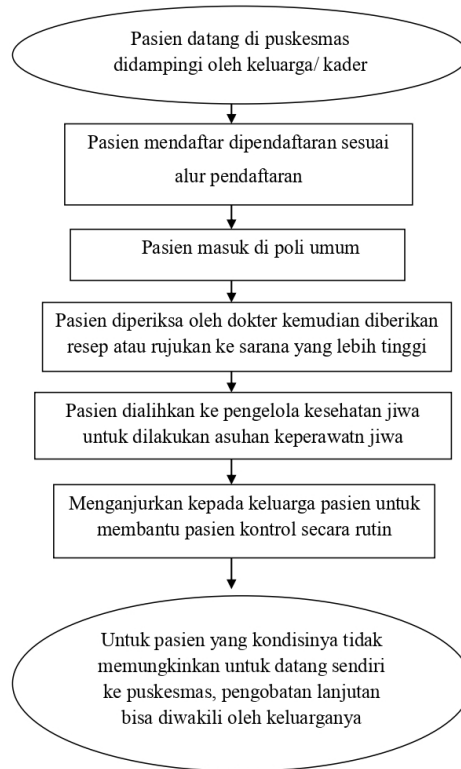 Pasien datang di puskesmas
didampingi oleh keluarga/ kader
Pasien mendaftar dipendaftaran sesuai
alur pendaftaran
Pasien masuk di poli umum
Pasien diperiksa oleh dokter kemudian diberikan
resep atau rujukan ke sarana yang lebih tinggi
Pasien dialihkan ke pengelola kesehatan jiwa
untuk dilakukan asuhan keperawatn jiwa
Menganjurkan kepada keluarga pasien untuk
membantu pasien kontrol secara rutin
Untuk pasien yang kondisinya tidak
memungkinkan untuk datang sendiri
ke puskesmas, pengobatan lanjutan
bisa diwakili oleh keluarganya